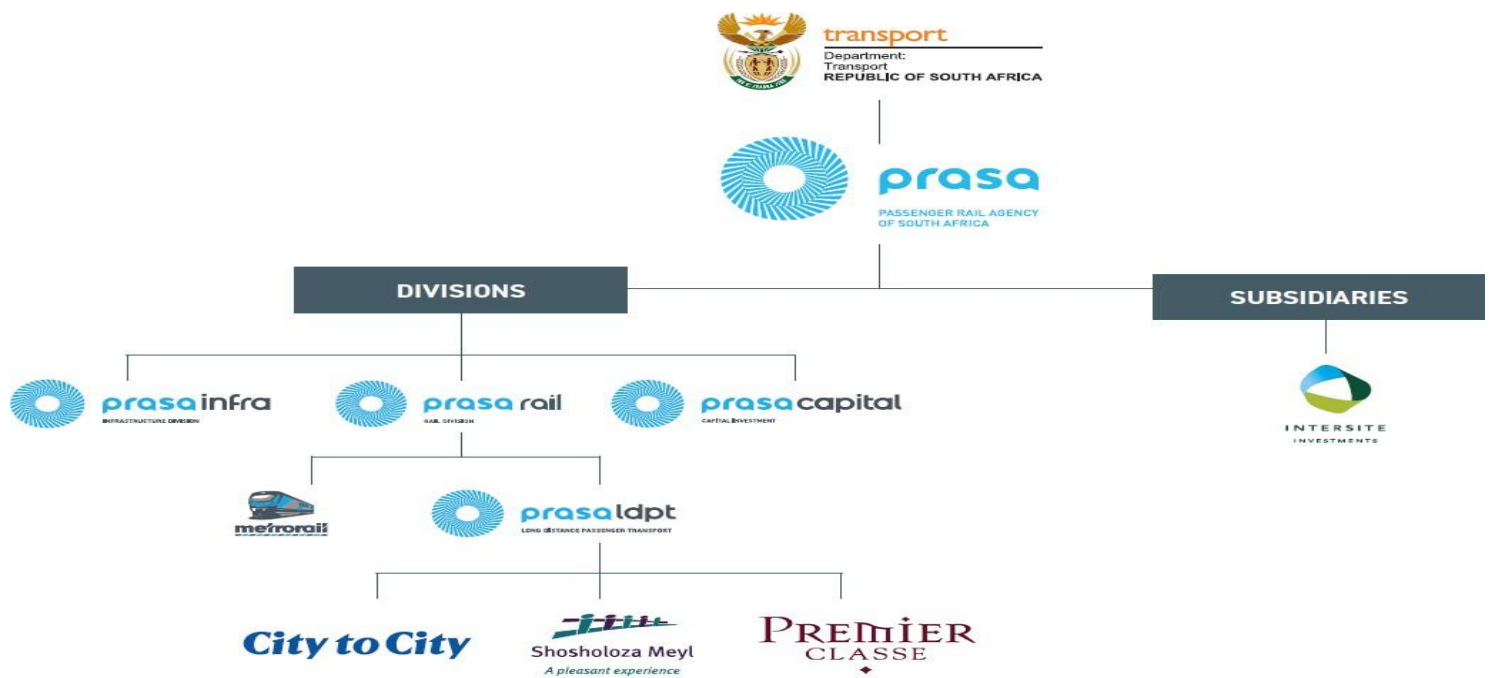 transport
Department:
Transport
REPUBLIC OF SOUTH AFRICA
prasa
PASSENGER RAIL AGENCY
OF SOUTH AFRICA
DIVISIONS
SUBSIDIARIES
prasa infra
INFRASTRUCTURE DIVISION
prasa rail
RAIL DIVISION
prasa capital
CAPITAL INVESTMENT
INTERSITE
INVESTMENTS
metrorail
prasa ldpt
LONG DISTANCE PASSENGER TRANSPORT
City to City
Shosholoza Meyl
A pleasant experience
PREMIER
CLASSE